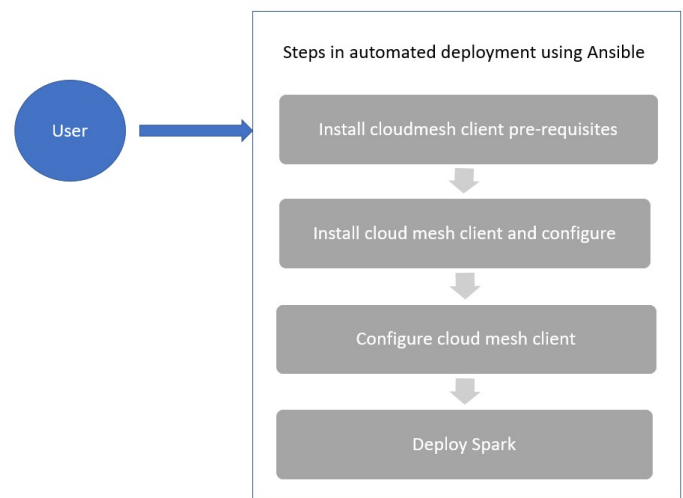 Steps in automated deployment using Ansible
User
Install cloudmesh client pre-requisites
Install cloud mesh client and configure
Configure cloud mesh client
Deploy Spark